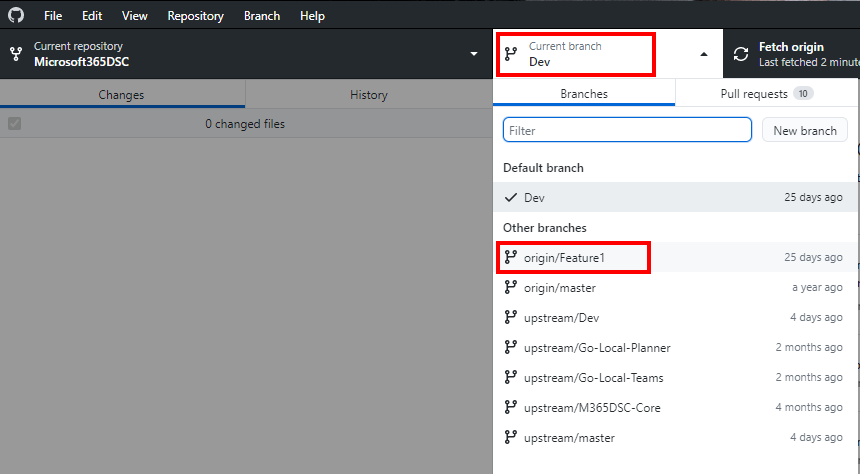 File Edit View Repository Branch Help
Current repository
Microsoft365DSC
Current branch
Dev
Fetch origin
Last fetched 2 minute
Changes History
0 changed files
Branches Pull requests 10
Filter New branch
Default branch
Dev 25 days ago
Other branches
origin/Feature1 25 days ago
origin/master a year ago
upstream/Dev 4 days ago
upstream/Go-Local-Planner 2 months ago
upstream/Go-Local-Teams 2 months ago
upstream/M365DSC-Core 4 months ago
upstream/master 4 days ago